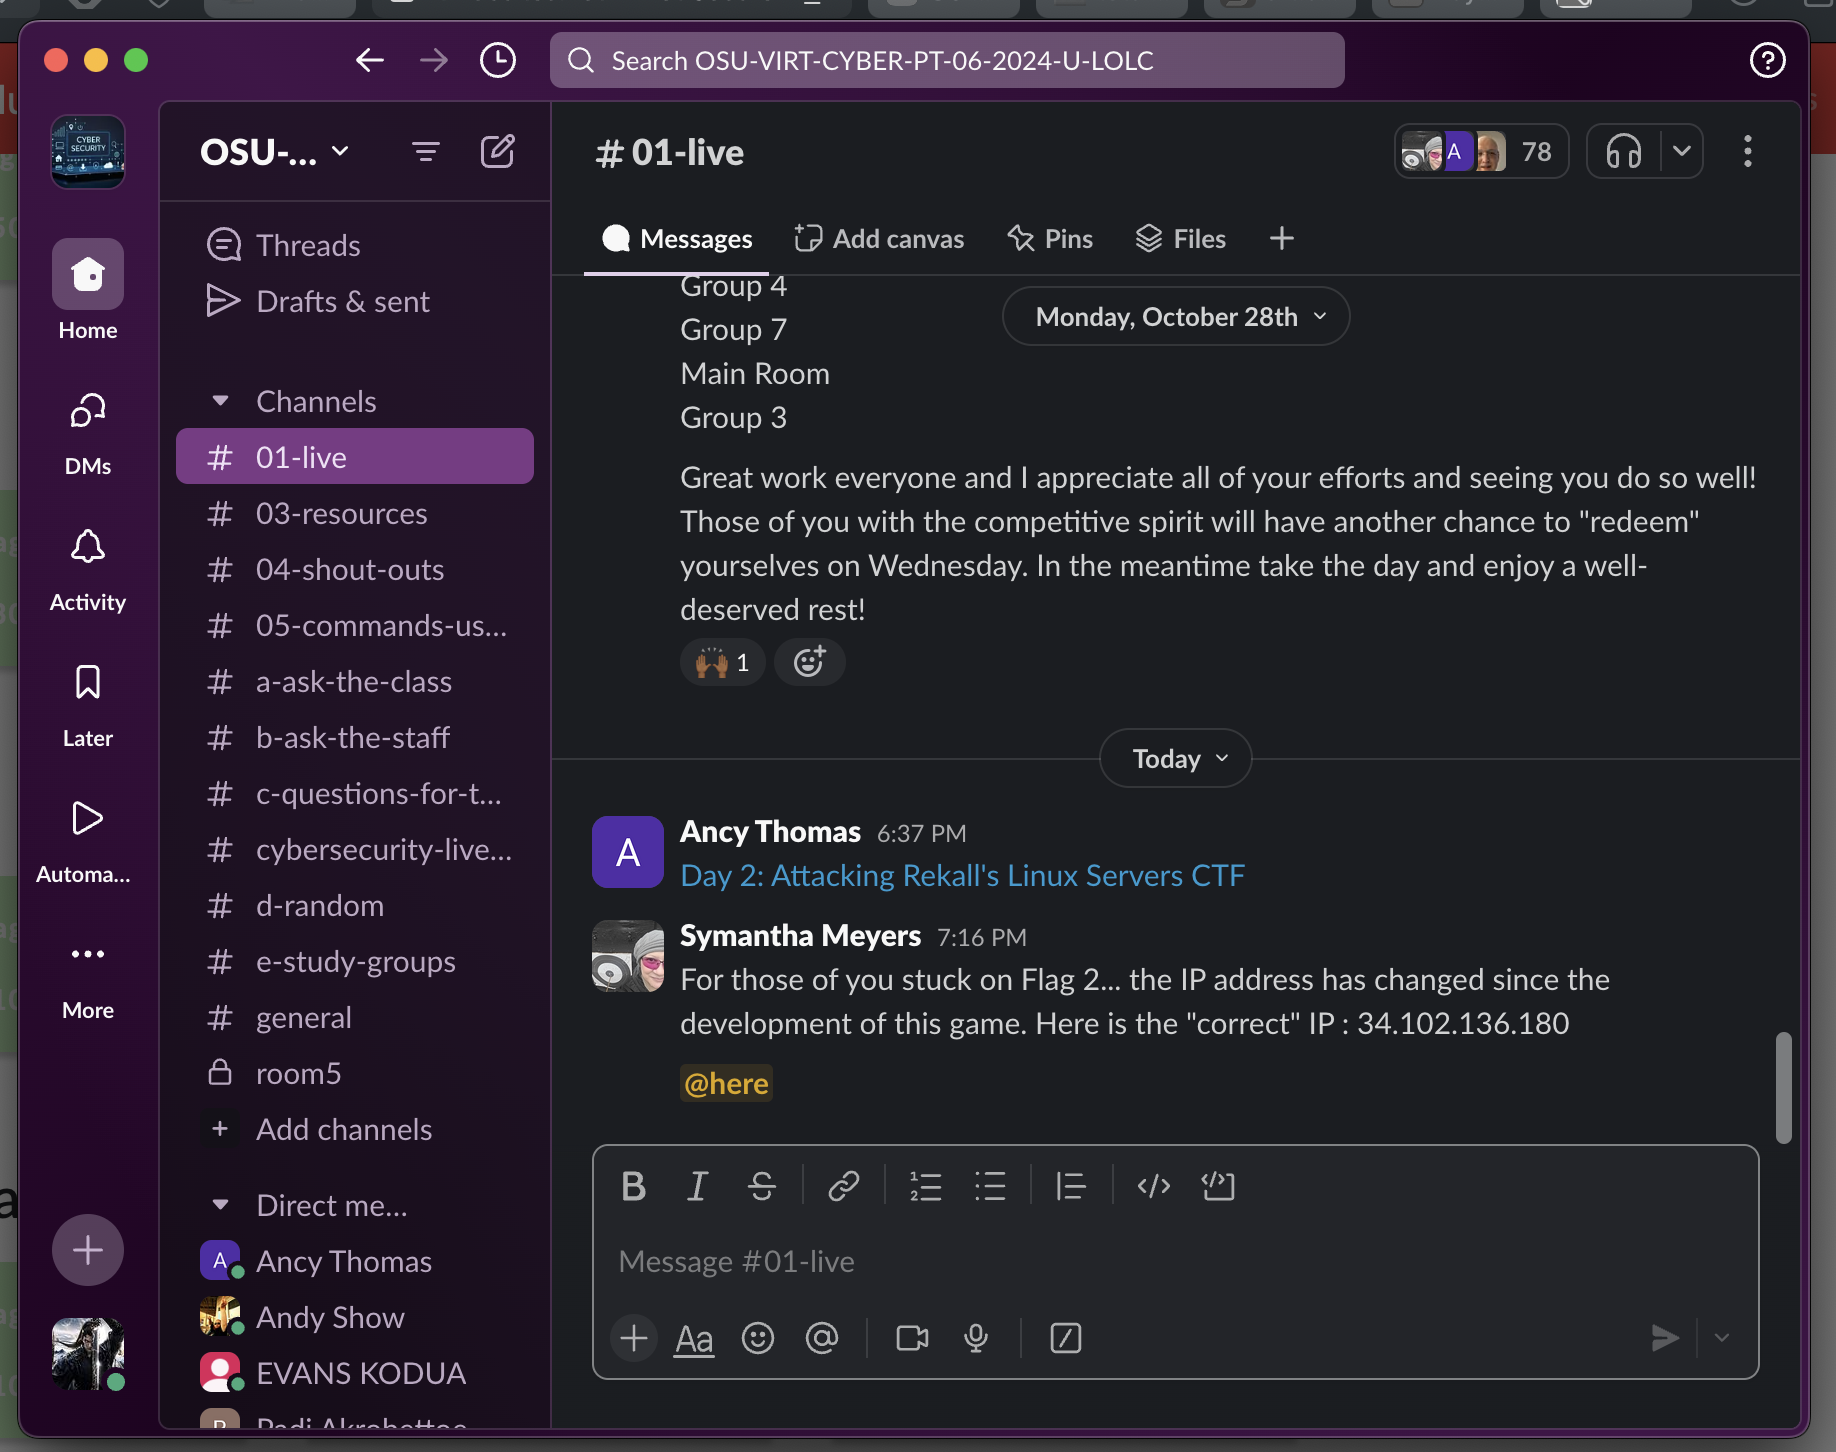 Search OSU-VIRT-CYBER-PT-06-2024-U-LOLC
CYBER
SECURITY
OSU-...
# 01-live
A
78
Messages
Add canvas
Pins
Files
Home
DMs
Activity
Later
Automa...
More
Threads
Drafts & sent
Channels
# 01-live
# 03-resources
# 04-shout-outs
# 05-commands-us...
# a-ask-the-class
# b-ask-the-staff
# c-questions-for-t...
# cybersecurity-live...
# d-random
# e-study-groups
# general
room5
+ Add channels
Direct me...
A Ancy Thomas
Andy Show
EVANS KODUA
Group 4
Monday, October 28th
Group 7
Main Room
Group 3
Great work everyone and I appreciate all of your efforts and seeing you do so well!
Those of you with the competitive spirit will have another chance to "redeem"
yourselves on Wednesday. In the meantime take the day and enjoy a well-
deserved rest!
1
Today
A
Ancy Thomas 6:37 PM
Day 2: Attacking Rekall's Linux Servers CTF
Symantha Meyers 7:16 PM
For those of you stuck on Flag 2... the IP address has changed since the
development of this game. Here is the "correct" IP : 34.102.136.180
@here
Message #01-live
Aa